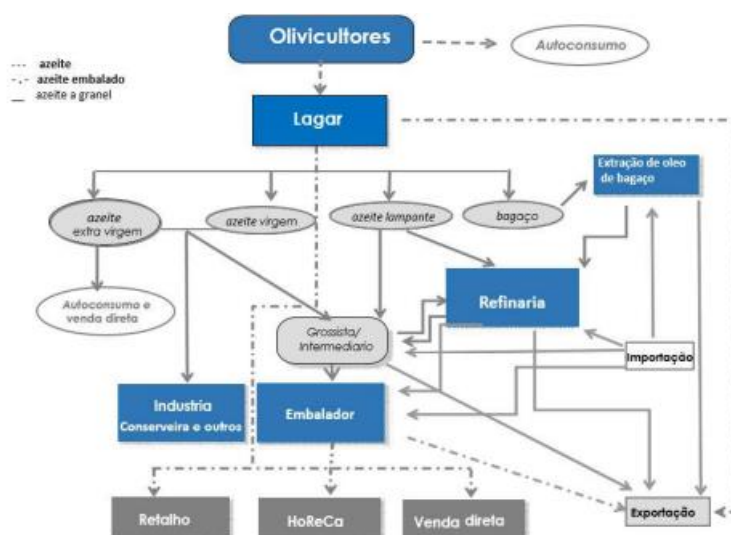 Olivicultores
Autoconsumo
--- azeite
-.- azeite embalado
__ azeite a granel
Lagar
Extração de oleo
de bagaço
azeite
extra virgem
azeite virgem
azeite lampante
bagaço
Refinaria
Autoconsumo e
venda direta
Grossista/
Intermediario
Importação
Industria
Conserveira e outros
Embalador
Retalho
HoReCa
Venda direta
Exportação